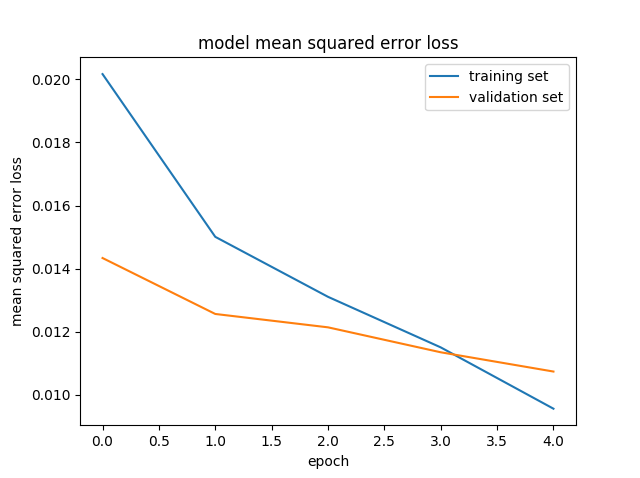 model mean squared error loss
training set
validation set
0.020
0.018
0.016
0.014
0.012
0.010
mean squared error loss
0.0 0.5 1.0 1.5 2.0 2.5 3.0 3.5 4.0
epoch